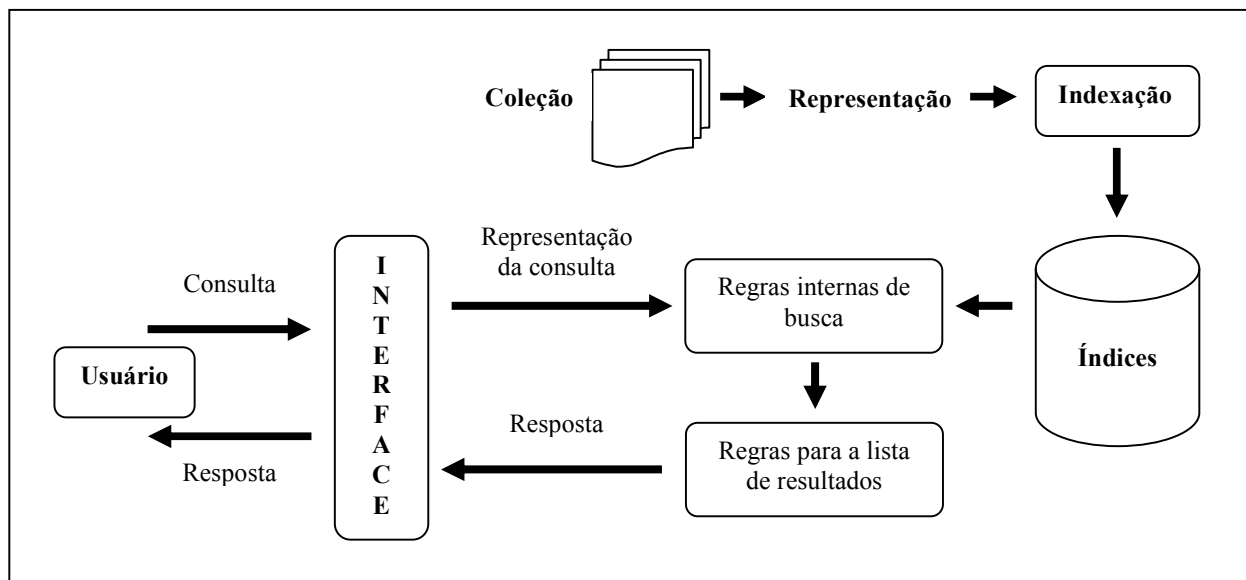 Coleção
Representação
Indexação
Representação
da consulta
Consulta
INTERFACE
Regras internas de
busca
Índices
Usuário
Resposta
Resposta
Regras para a lista
de resultados